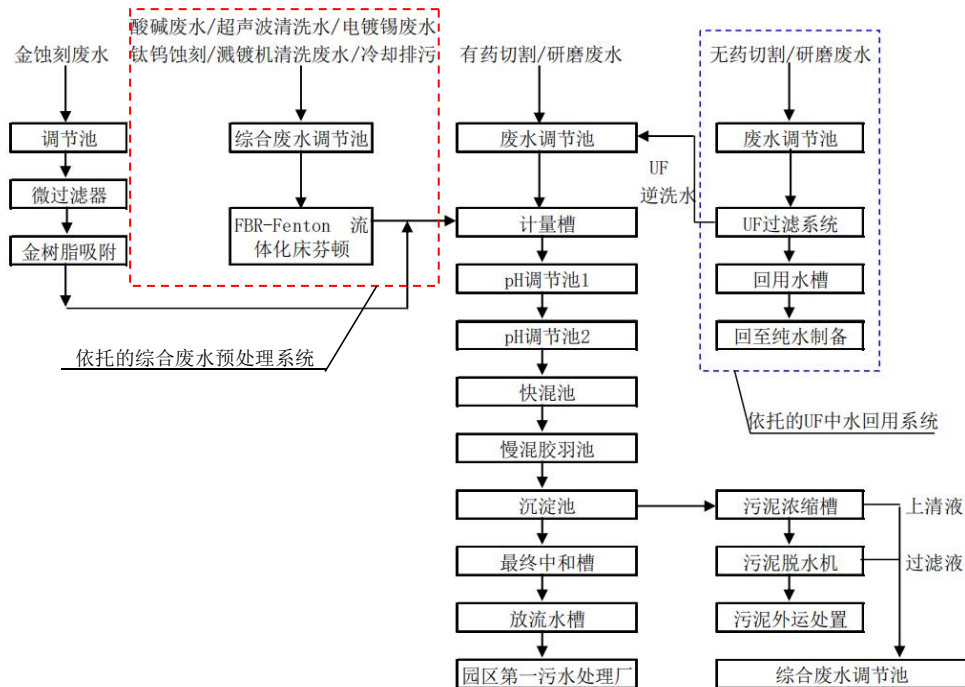 金蚀刻废水
调节池
微过滤器
金树脂吸附
酸碱废水/超声波清洗水/电镀锡废水
钛钨蚀刻/溅镀机清洗废水/冷却排污
综合废水调节池
FBR-Fenton 流
体化床芬顿
依托的综合废水预处理系统
有药切割/研磨废水
废水调节池
计量槽
pH调节池1
pH调节池2
快混池
慢混胶羽池
沉淀池
最终中和槽
放流水槽
园区第一污水处理厂
UF
逆洗水
无药切割/研磨废水
废水调节池
UF过滤系统
回用水槽
回至纯水制备
依托的UF中水回用系统
污泥浓缩槽
上清液
污泥脱水机
过滤液
污泥外运处置
综合废水调节池